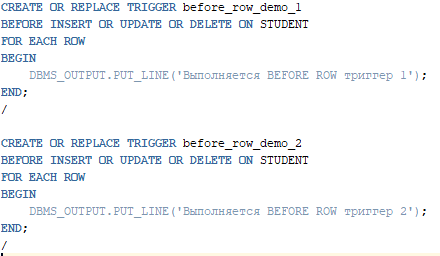 CREATE OR REPLACE TRIGGER before_row_demo_1
BEFORE INSERT OR UPDATE OR DELETE ON STUDENT
FOR EACH ROW
BEGIN
    DBMS_OUTPUT.PUT_LINE('Выполняется BEFORE ROW триггер 1');
END;
/

CREATE OR REPLACE TRIGGER before_row_demo_2
BEFORE INSERT OR UPDATE OR DELETE ON STUDENT
FOR EACH ROW
BEGIN
    DBMS_OUTPUT.PUT_LINE('Выполняется BEFORE ROW триггер 2');
END;
/